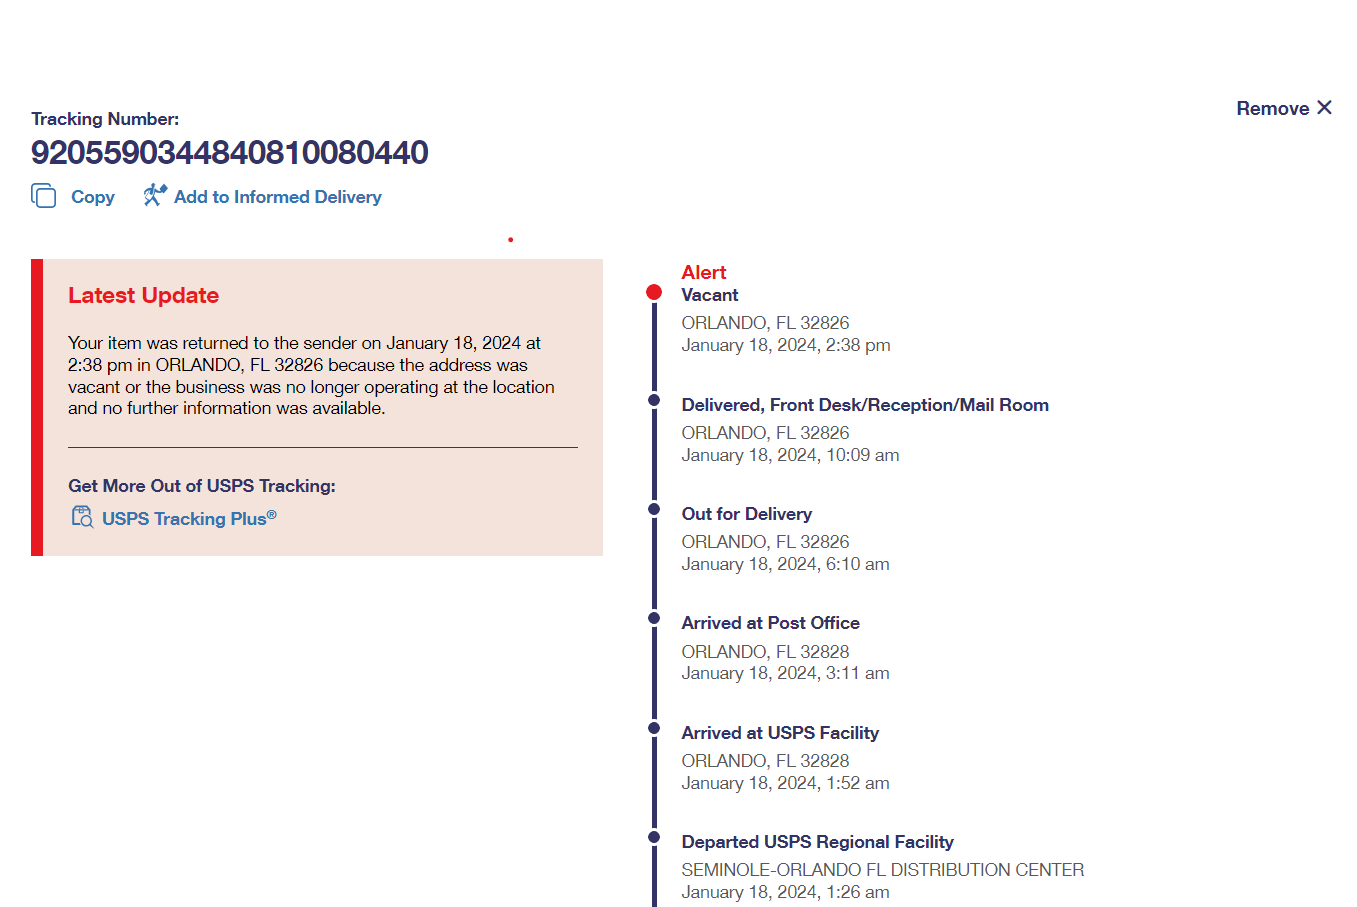 Remove ✕
Tracking Number:
9205590344840810080440
Copy Add to Informed Delivery
Latest Update
Your item was returned to the sender on January 18, 2024 at
2:38 pm in ORLANDO, FL 32826 because the address was
vacant or the business was no longer operating at the location
and no further information was available.
Get More Out of USPS Tracking:
USPS Tracking Plus®
Alert
Vacant
ORLANDO, FL 32826
January 18, 2024, 2:38 pm
Delivered, Front Desk/Reception/Mail Room
ORLANDO, FL 32826
January 18, 2024, 10:09 am
Out for Delivery
ORLANDO, FL 32826
January 18, 2024, 6:10 am
Arrived at Post Office
ORLANDO, FL 32828
January 18, 2024, 3:11 am
Arrived at USPS Facility
ORLANDO, FL 32828
January 18, 2024, 1:52 am
Departed USPS Regional Facility
SEMINOLE-ORLANDO FL DISTRIBUTION CENTER
January 18, 2024, 1:26 am